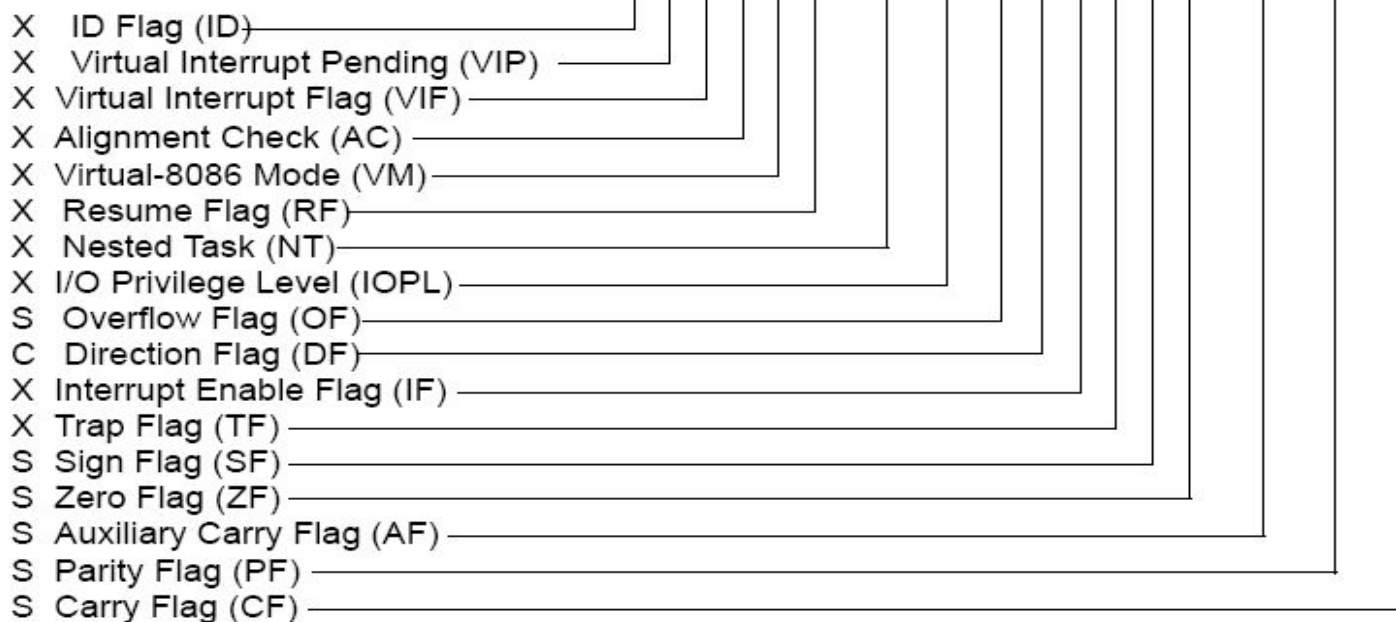 X ID Flag (ID)
X Virtual Interrupt Pending (VIP)
X Virtual Interrupt Flag (VIF)
X Alignment Check (AC)
X Virtual-8086 Mode (VM)
X Resume Flag (RF)
X Nested Task (NT)
X I/O Privilege Level (IOPL)
S Overflow Flag (OF)
C Direction Flag (DF)
X Interrupt Enable Flag (IF)
X Trap Flag (TF)
S Sign Flag (SF)
S Zero Flag (ZF)
S Auxiliary Carry Flag (AF)
S Parity Flag (PF)
S Carry Flag (CF)